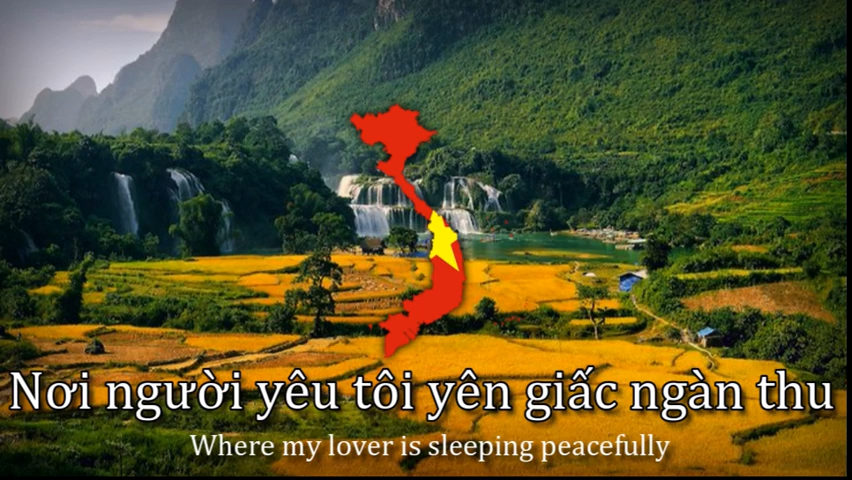 Nơi người yêu tôi yên giấc ngàn thu
Where my lover is sleeping peacefully